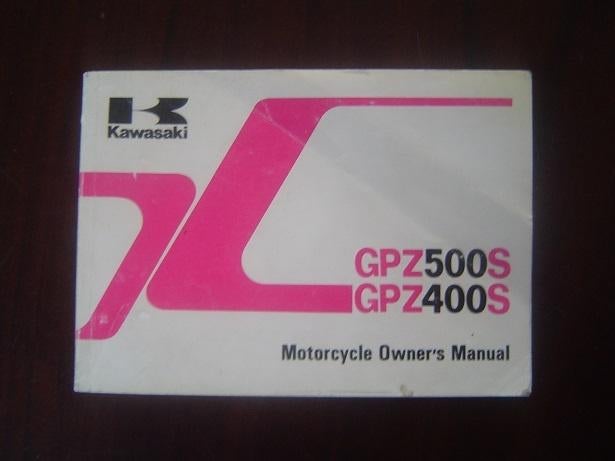 Kawasaki
GPZ500S
GPZ400S
Motorcycle Owner's Manual